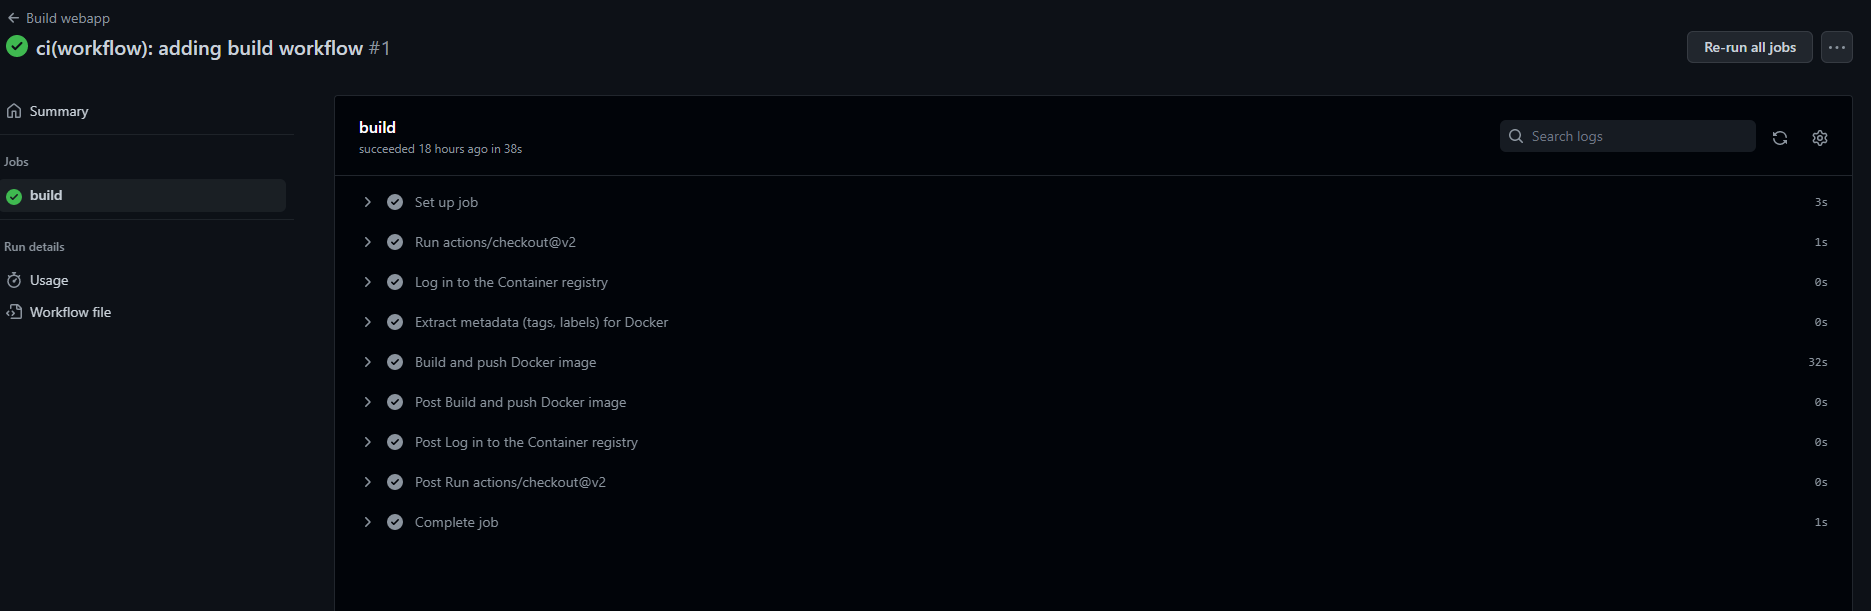 Build webapp
ci(workflow): adding build workflow #1
Re-run all jobs
Summary
Jobs
build
Run details
Usage
Workflow file
build
succeeded 18 hours ago in 38s
Search logs
Set up job 3s
Run actions/checkout@v2 1s
Log in to the Container registry 0s
Extract metadata (tags, labels) for Docker 0s
Build and push Docker image 32s
Post Build and push Docker image 0s
Post Log in to the Container registry 0s
Post Run actions/checkout@v2 0s
Complete job 1s